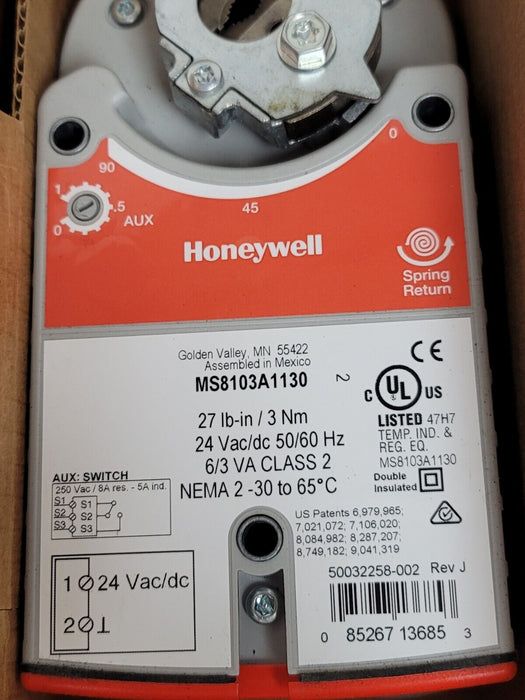 0
90
1
.5
AUX
0
45
Honeywell
Spring
Return
Golden Valley, MN 55422
Assembled in Mexico
MS8103A1130
2
27 lb-in / 3 Nm
24 Vac/dc 50/60 Hz
6/3 VA CLASS 2
NEMA 2 -30 to 65°C
CE
C UL US
LISTED 47H7
TEMP. IND. &
REG. EQ.
MS8103A1130
Double
Insulated
AUX: SWITCH
250 Vac / 8A res. - 5A ind.
S1 S1
S2 S2
S3 S3
US Patents 6,979,965;
7,021,072; 7,106,020;
8,084,982; 8,287,207;
8,749,182; 9,041,319
1 24 Vac/dc
2 ⊥
50032258-002 Rev J
0 85267 13685 3